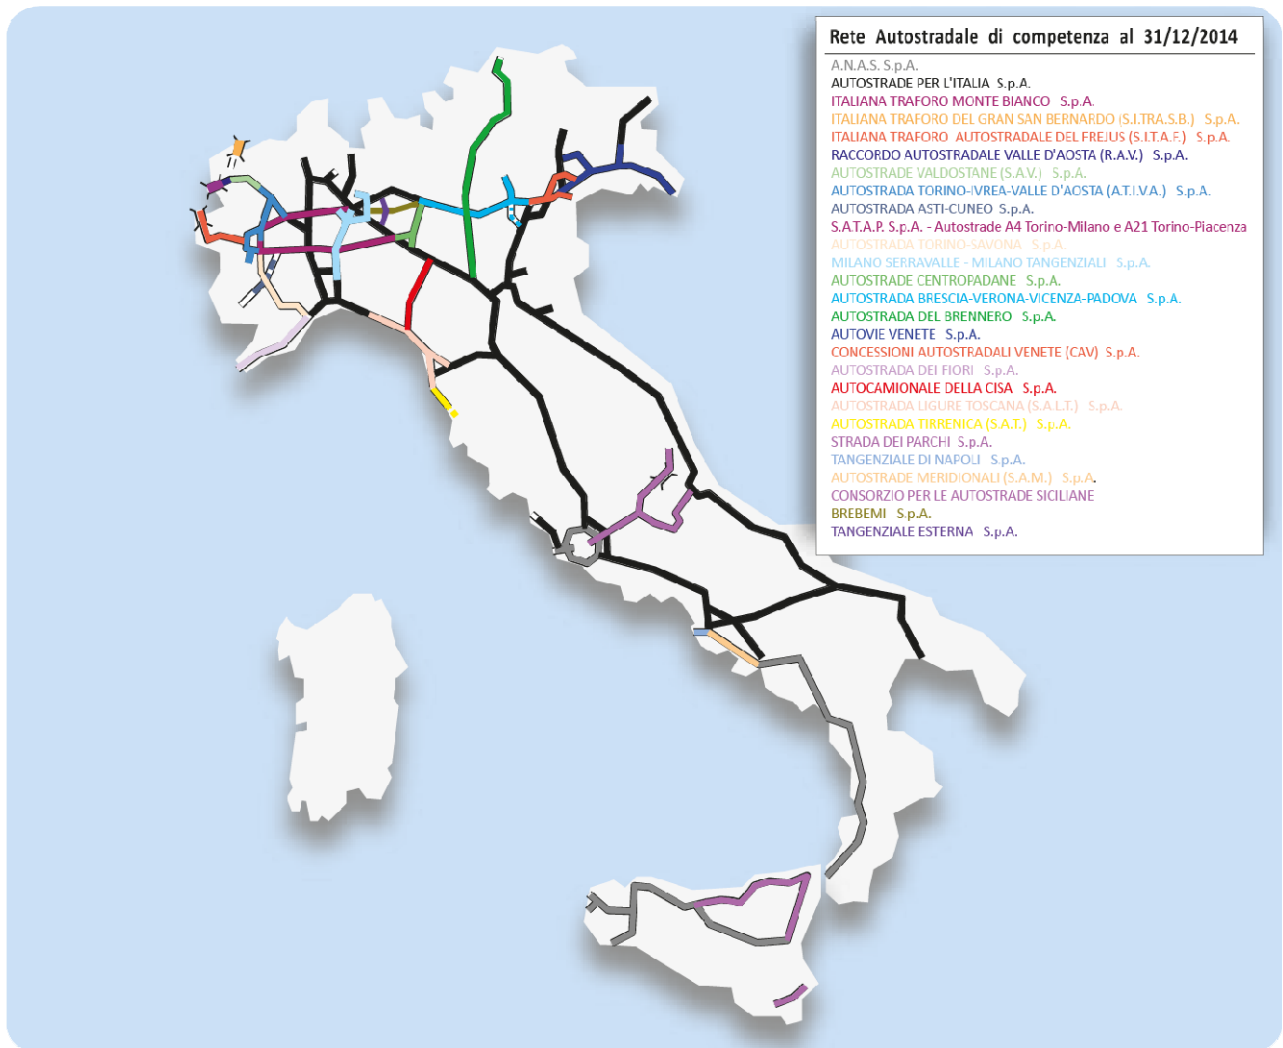 Rete Autostradale di competenza al 31/12/2014
A.N.A.S. S.p.A.
AUTOSTRADE PER L'ITALIA S.p.A.
ITALIANA TRAFORO MONTE BIANCO S.p.A.
ITALIANA TRAFORO DEL GRAN SAN BERNARDO (S.I.TRA.S.B.) S.p.A.
ITALIANA TRAFORO AUTOSTRADALE DEL FREJUS (S.I.T.A.F.) S.p.A.
RACCORDO AUTOSTRADALE VALLE D'AOSTA (R.A.V.) S.p.A.
AUTOSTRADE VALDOSTANE (S.A.V.) S.p.A.
AUTOSTRADA TORINO-IVREA-VALLE D'AOSTA (A.T.I.V.A.) S.p.A.
AUTOSTRADA ASTI-CUNEO S.p.A.
S.A.T.A.P. S.p.A. - Autostrade A4 Torino-Milano e A21 Torino-Piacenza
AUTOSTRADA TORINO-SAVONA S.p.A.
MILANO SERRAVALLE - MILANO TANGENZIALI S.p.A.
AUTOSTRADE CENTROPADANE S.p.A.
AUTOSTRADA BRESCIA-VERONA-VICENZA-PADOVA S.p.A.
AUTOSTRADA DEL BRENNERO S.p.A.
AUTOVIE VENETE S.p.A.
CONCESSIONI AUTOSTRADALI VENETE (CAV) S.p.A.
AUTOSTRADA DEI FIORI S.p.A.
AUTOCAMIONALE DELLA CISA S.p.A.
AUTOSTRADA LIGURE TOSCANA (S.A.L.T.) S.p.A.
AUTOSTRADA TIRRENICA (S.A.T.) S.p.A.
STRADA DEI PARCHI S.p.A.
TANGENZIALE DI NAPOLI S.p.A.
AUTOSTRADE MERIDIONALI (S.A.M.) S.p.A.
CONSORZIO PER LE AUTOSTRADE SICILIANE
BREBEMI S.p.A.
TANGENZIALE ESTERNA S.p.A.